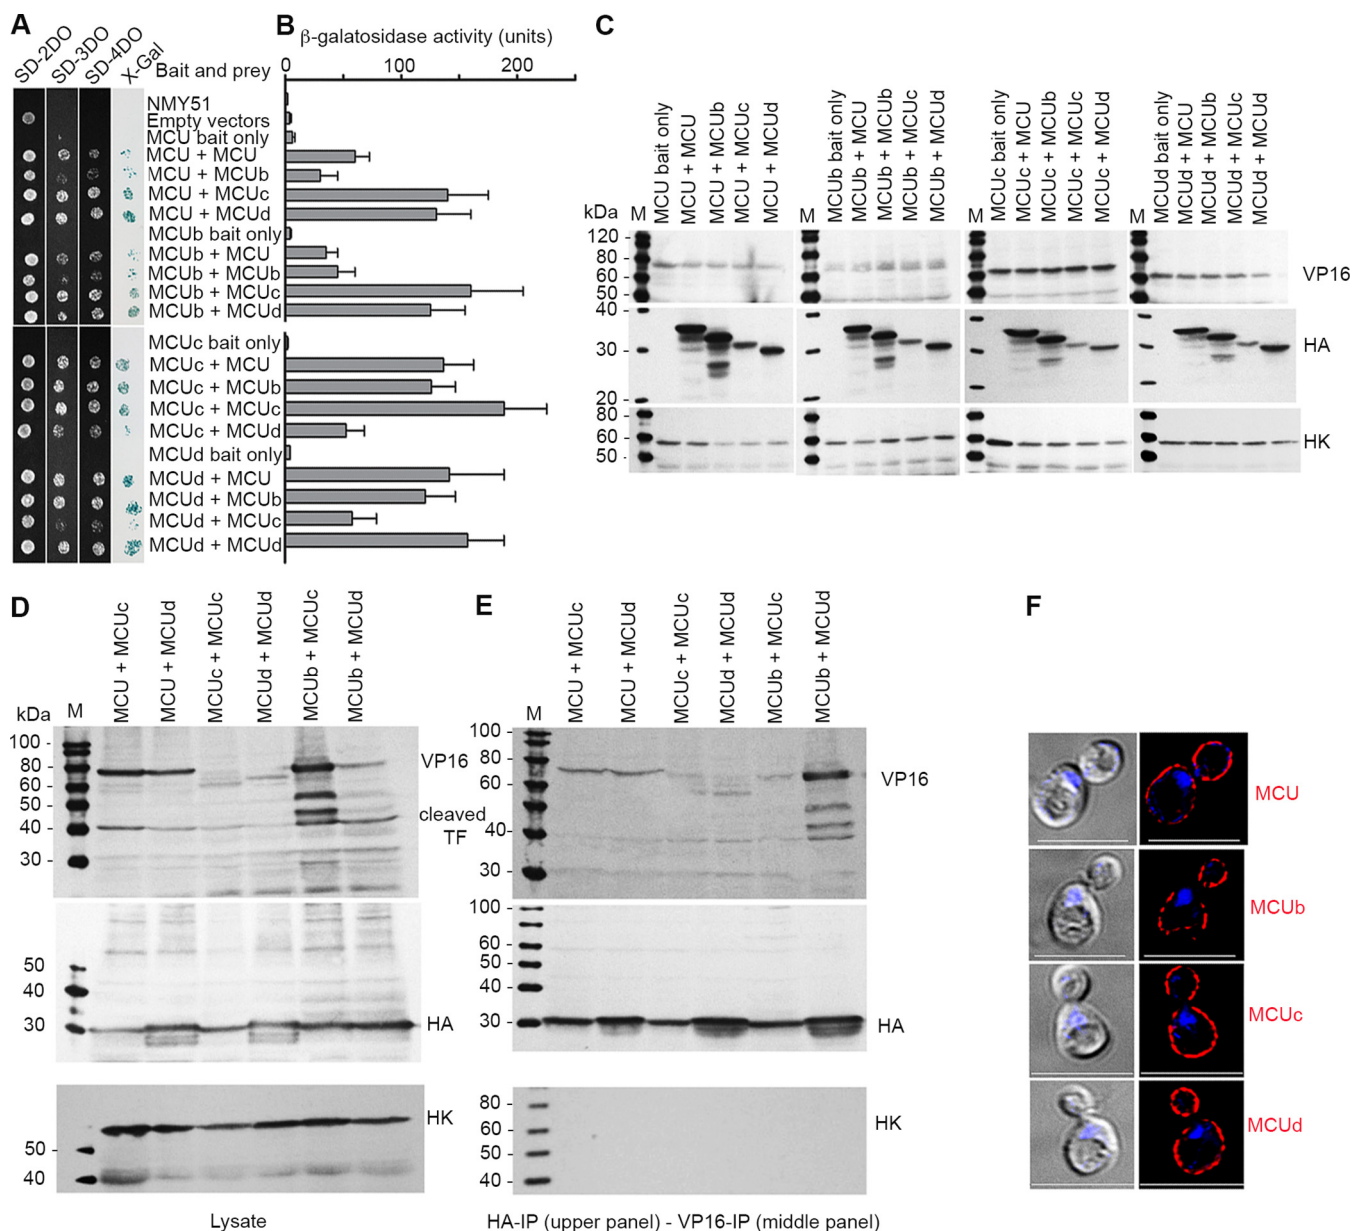 A
SD-2DO
SD-3DO
SD-4DO
X-Gal
Bait and prey
NMY51
Empty vectors
MCU bait only
MCU + MCU
MCU + MCUb
MCU + MCUc
MCU + MCUd
MCUb bait only
MCUb + MCU
MCUb + MCUb
MCUb + MCUc
MCUb + MCUd
MCUc bait only
MCUc + MCU
MCUc + MCUb
MCUc + MCUc
MCUc + MCUd
MCUd bait only
MCUd + MCU
MCUd + MCUb
MCUd + MCUc
MCUd + MCUd
B
β-galatosidase activity (units)
0 100 200
C
kDa
M
MCU bait only
MCU + MCU
MCU + MCUb
MCU + MCUc
MCU + MCUd
M
MCUb bait only
MCUb + MCU
MCUb + MCUb
MCUb + MCUc
MCUb + MCUd
M
MCUc bait only
MCUc + MCU
MCUc + MCUb
MCUc + MCUc
MCUc + MCUd
M
MCUd bait only
MCUd + MCU
MCUd + MCUb
MCUd + MCUc
MCUd + MCUd
120 -
80 -
60 -
50 -
VP16
40 -
30 -
20 -
HA
80 -
60 -
50 -
HK
D
kDa
M
MCU + MCUc
MCU + MCUd
MCUc + MCUc
MCUd + MCUd
MCUb + MCUc
MCUb + MCUd
100 -
80 -
60 -
50 -
40 -
30 -
VP16
cleaved
TF
50
40
30
HA
50 -
40
HK
Lysate
E
M
MCU + MCUc
MCU + MCUd
MCUc + MCUc
MCUd + MCUd
MCUb + MCUc
MCUb + MCUd
100 -
80 -
60 -
40-
30 -
VP16
100 -
60 -
50 -
40 -
30 -
HA
80 -
60 -
50 -
40 -
HK
HA-IP (upper panel) - VP16-IP (middle panel)
F
MCU
MCUb
MCUc
MCUd